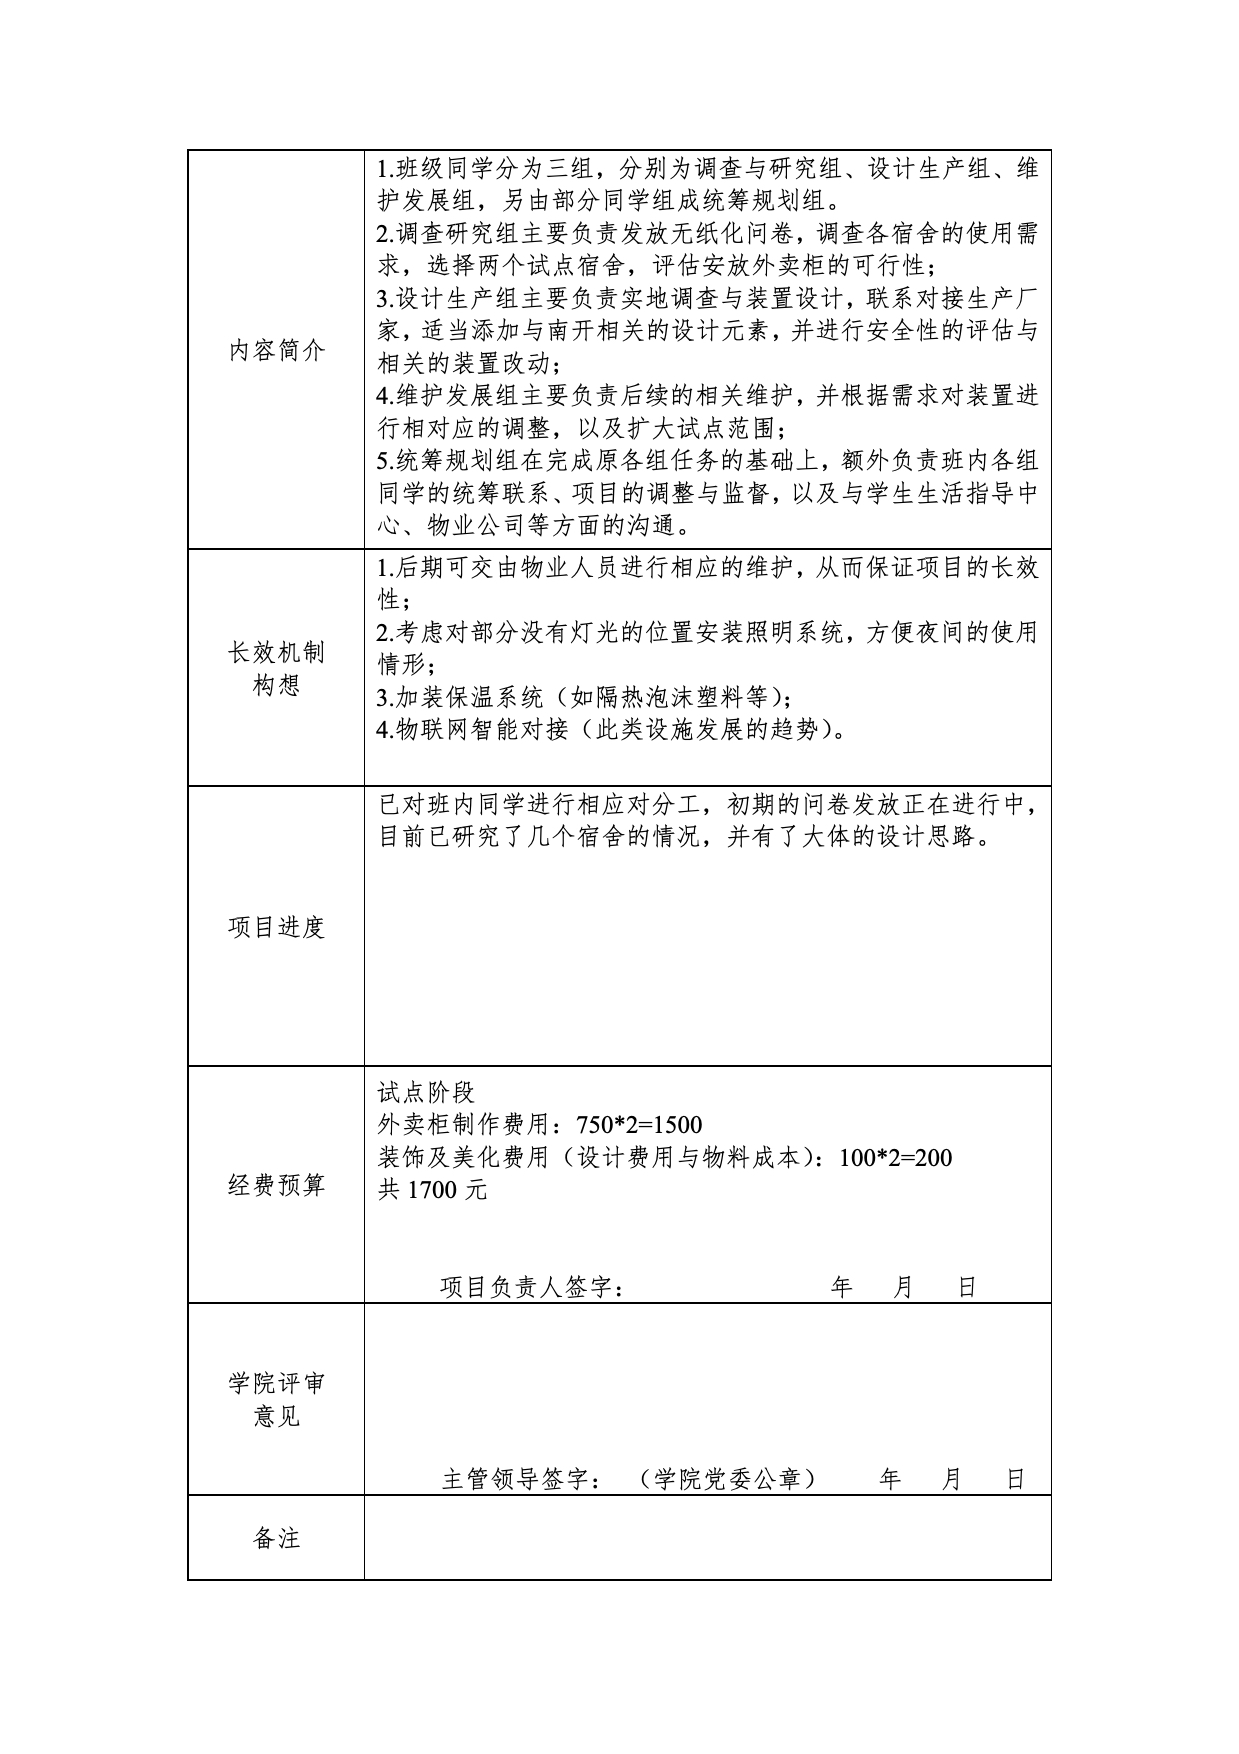 内容简介
1.班级同学分为三组，分别为调查与研究组、设计生产组、维
护发展组，另由部分同学组成统筹规划组。
2.调查研究组主要负责发放无纸化问卷，调查各宿舍的使用需
求，选择两个试点宿舍，评估安放外卖柜的可行性；
3.设计生产组主要负责实地调查与装置设计，联系对接生产厂
家，适当添加与南开相关的设计元素，并进行安全性的评估与
相关的装置改动；
4.维护发展组主要负责后续的相关维护，并根据需求对装置进
行相对应的调整，以及扩大试点范围；
5.统筹规划组在完成原各组任务的基础上，额外负责班内各组
同学的统筹联系、项目的调整与监督，以及与学生生活指导中
心、物业公司等方面的沟通。
长效机制
构想
1.后期可交由物业人员进行相应的维护，从而保证项目的长效
性；
2.考虑对部分没有灯光的位置安装照明系统，方便夜间的使用
情形；
3.加装保温系统（如隔热泡沫塑料等）；
4.物联网智能对接（此类设施发展的趋势）。
项目进度
已对班内同学进行相应对分工，初期的问卷发放正在进行中，
目前已研究了几个宿舍的情况，并有了大体的设计思路。
经费预算
试点阶段
外卖柜制作费用：750*2=1500
装饰及美化费用（设计费用与物料成本）：100*2=200
共 1700 元
项目负责人签字： 年 月 日
学院评审
意见
主管领导签字： （学院党委公章） 年 月 日
备注